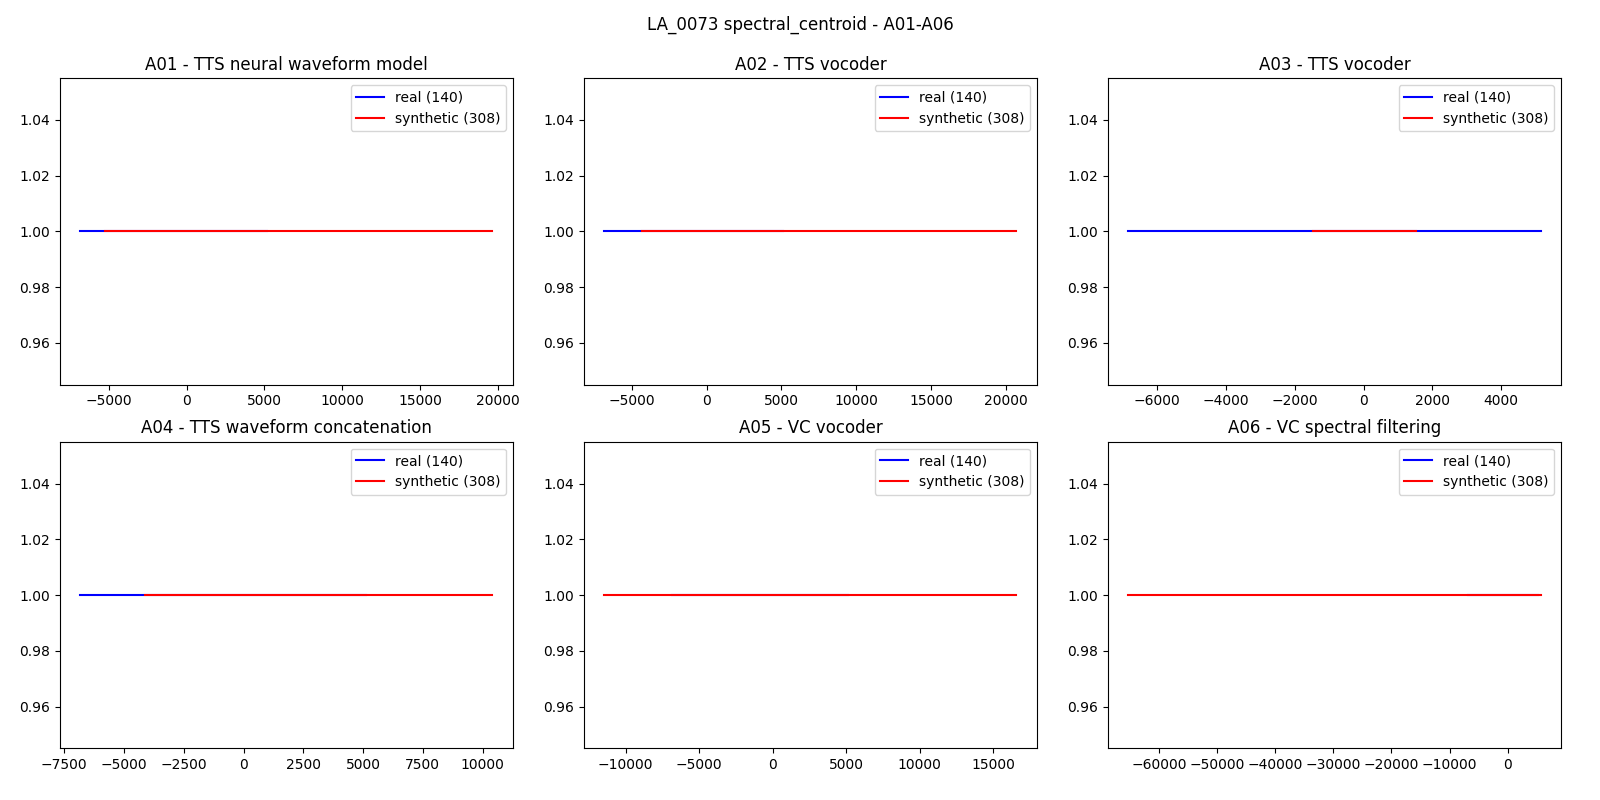 LA_0073 spectral_centroid - A01-A06
A01 - TTS neural waveform model
real (140)
synthetic (308)
1.04
1.02
1.00
0.98
0.96
−5000 0 5000 10000 15000 20000
A02 - TTS vocoder
real (140)
synthetic (308)
1.04
1.02
1.00
0.98
0.96
−5000 0 5000 10000 15000 20000
A03 - TTS vocoder
real (140)
synthetic (308)
1.04
1.02
1.00
0.98
0.96
−6000 −4000 −2000 0 2000 4000
A04 - TTS waveform concatenation
real (140)
synthetic (308)
1.04
1.02
1.00
0.98
0.96
−7500 −5000 −2500 0 2500 5000 7500 10000
A05 - VC vocoder
real (140)
synthetic (308)
1.04
1.02
1.00
0.98
0.96
−10000 −5000 0 5000 10000 15000
A06 - VC spectral filtering
real (140)
synthetic (308)
1.04
1.02
1.00
0.98
0.96
−60000 −50000 −40000 −30000 −20000 −10000 0